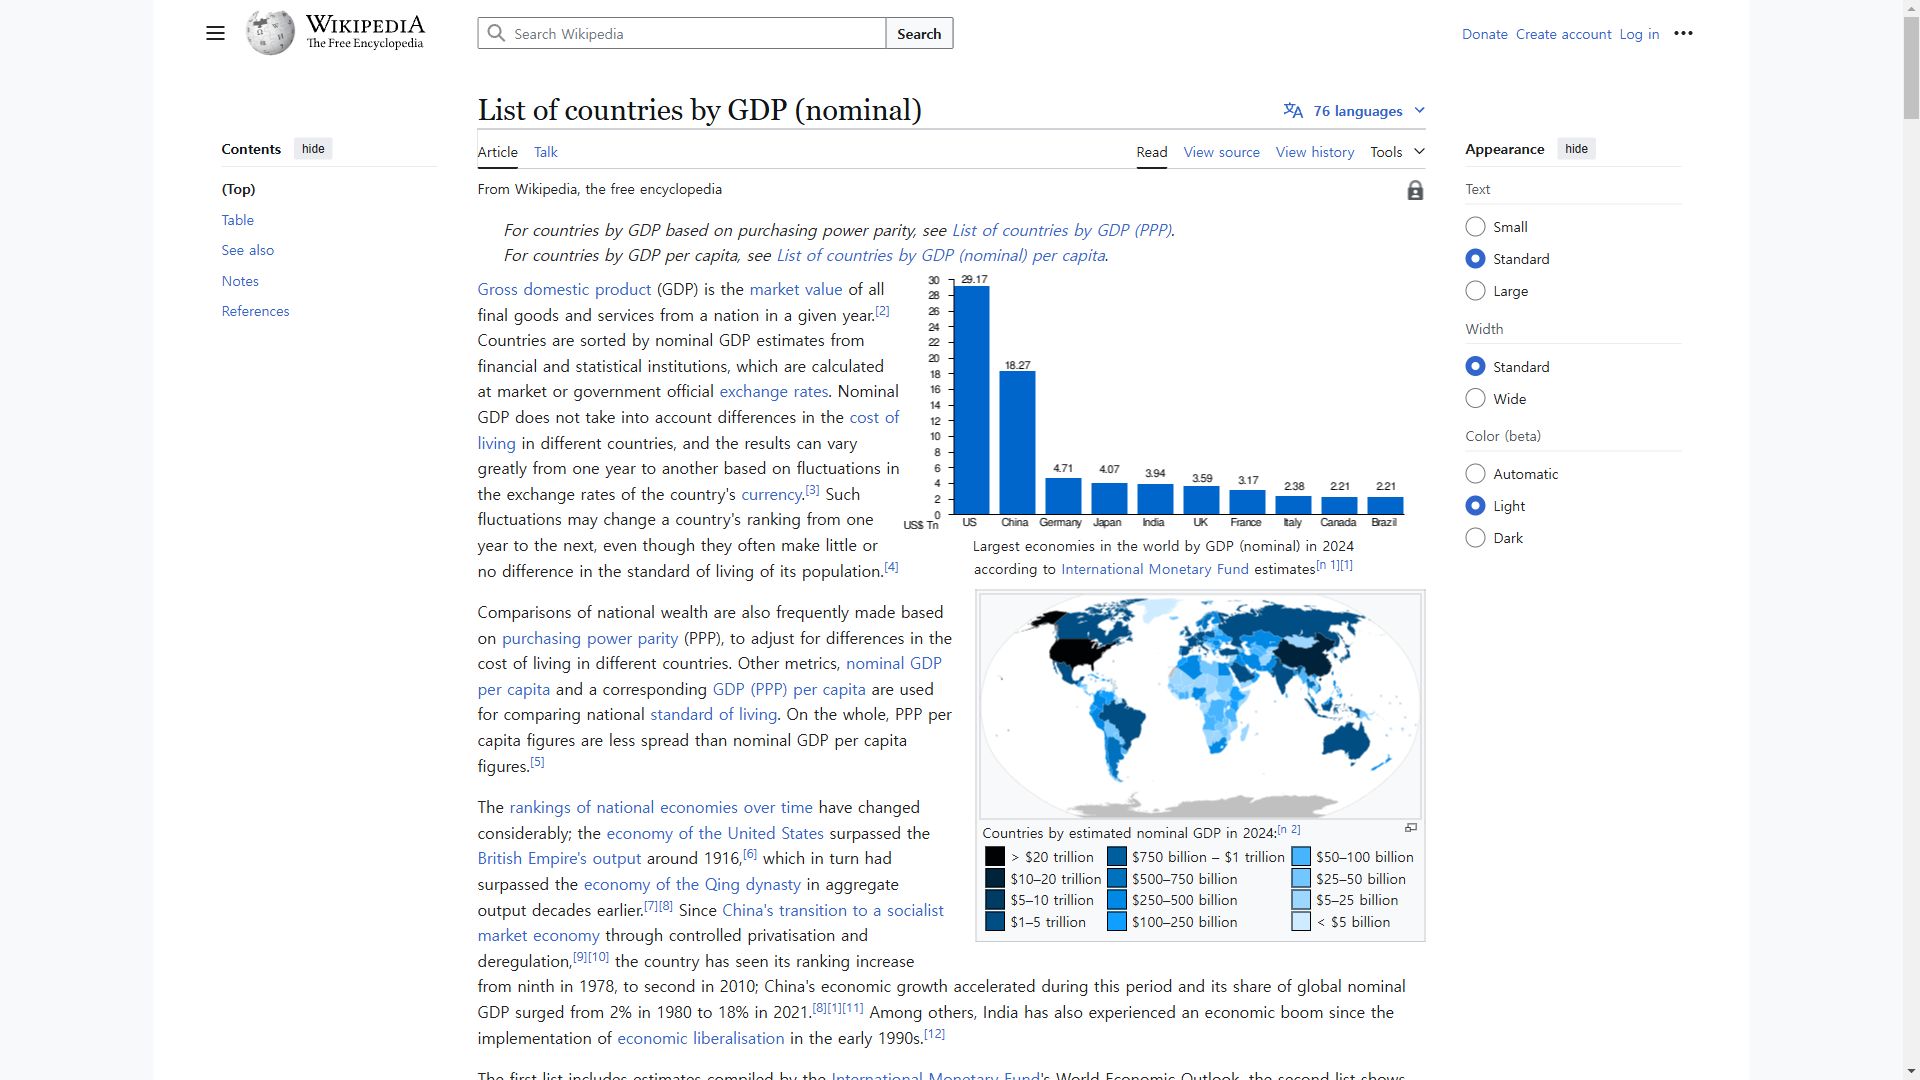 WIKIPEDIA
The Free Encyclopedia
Search Wikipedia
Search
Donate Create account Log in
List of countries by GDP (nominal)
76 languages
Contents hide
(Top)
Table
See also
Notes
References
Article Talk
Read View source View history Tools
From Wikipedia, the free encyclopedia
For countries by GDP based on purchasing power parity, see List of countries by GDP (PPP).
For countries by GDP per capita, see List of countries by GDP (nominal) per capita.
Gross domestic product (GDP) is the market value of all
final goods and services from a nation in a given year.[2]
Countries are sorted by nominal GDP estimates from
financial and statistical institutions, which are calculated
at market or government official exchange rates. Nominal
GDP does not take into account differences in the cost of
living in different countries, and the results can vary
greatly from one year to another based on fluctuations in
the exchange rates of the country's currency.[3] Such
fluctuations may change a country's ranking from one
year to the next, even though they often make little or
no difference in the standard of living of its population.[4]
Comparisons of national wealth are also frequently made based
on purchasing power parity (PPP), to adjust for differences in the
cost of living in different countries. Other metrics, nominal GDP
per capita and a corresponding GDP (PPP) per capita are used
for comparing national standard of living. On the whole, PPP per
capita figures are less spread than nominal GDP per capita
figures.[5]
The rankings of national economies over time have changed
considerably; the economy of the United States surpassed the
British Empire's output around 1916,[6] which in turn had
surpassed the economy of the Qing dynasty in aggregate
output decades earlier.[7][8] Since China's transition to a socialist
market economy through controlled privatisation and
deregulation,[9][10] the country has seen its ranking increase
from ninth in 1978, to second in 2010; China's economic growth accelerated during this period and its share of global nominal
GDP surged from 2% in 1980 to 18% in 2021.[8][1][11] Among others, India has also experienced an economic boom since the
implementation of economic liberalisation in the early 1990s.[12]
The first list includes estimates compiled by the International Monetary Fund's World Economic Outlook, the second list shows
30
28
26
24
22
20
18
16
14
12
10
8
6
4
2
0
US$ Tn
29.17
18.27
4.71
4.07
3.94
3.59
3.17
2.38
2.21
2.21
US China Germany Japan India UK France Italy Canada Brazil
Largest economies in the world by GDP (nominal) in 2024
according to International Monetary Fund estimates[n 1][1]
Countries by estimated nominal GDP in 2024:[n 2]
> $20 trillion
$10–20 trillion
$5–10 trillion
$1–5 trillion
$750 billion – $1 trillion
$500–750 billion
$250–500 billion
$100–250 billion
$50–100 billion
$25–50 billion
$5–25 billion
< $5 billion
Appearance hide
Text
Small
Standard
Large
Width
Standard
Wide
Color (beta)
Automatic
Light
Dark